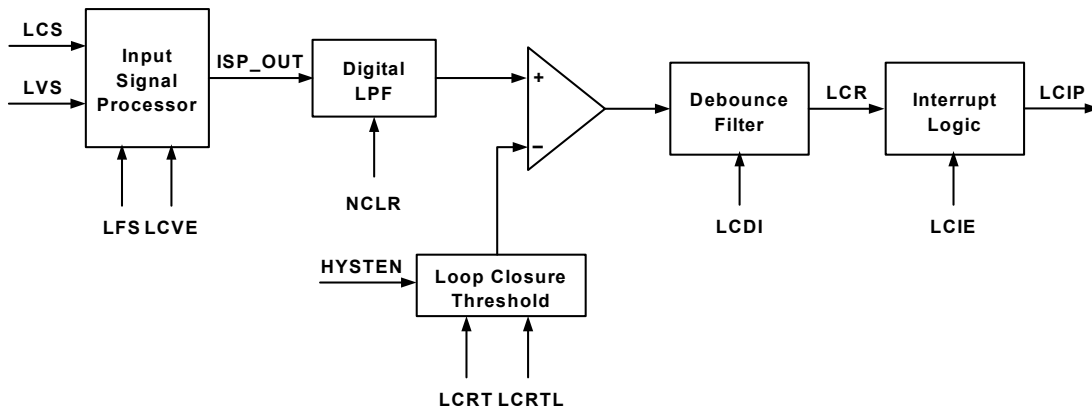 LCS
LVS
Input
Signal
Processor
LFS
LCVE
ISP_OUT
Digital
LPF
NCLR
+
−
HYSTEN
Loop Closure
Threshold
LCRT
LCRTL
Debounce
Filter
LCDI
LCR
Interrupt
Logic
LCIE
LCIP